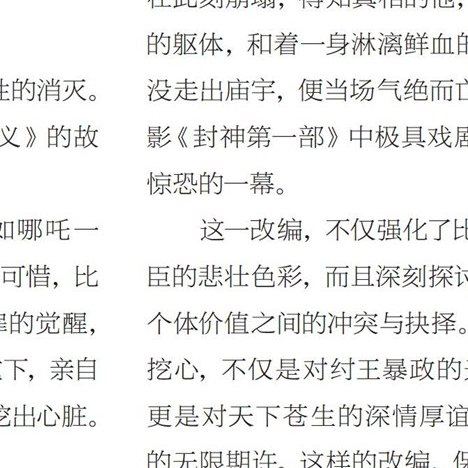 性的消灭。
义》的故
如哪吒一
可惜，比
的觉醒，
下，亲自
挖出心脏。
在此刻崩塌，得知真相的他，
的躯体，和着一身淋漓鲜血的
没走出庙宇，便当场气绝而亡
影《封神第一部》中极具戏剧
惊恐的一幕。
这一改编，不仅强化了比
臣的悲壮色彩，而且深刻探讨
个体价值之间的冲突与抉择。
挖心，不仅是对纣王暴政的
更是对天下苍生的深情厚谊
的无限期许。这样的改编，保